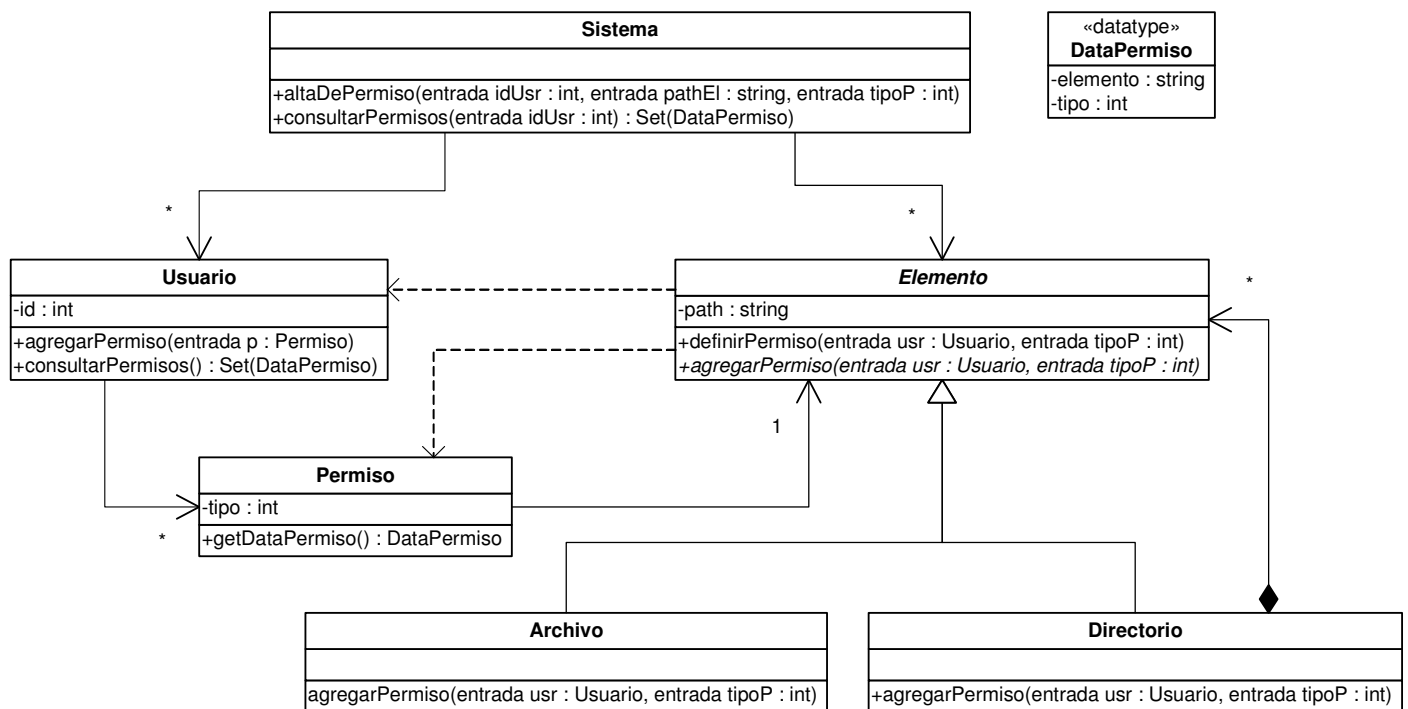 Sistema
+altaDePermiso(entrada idUsr : int, entrada pathEl : string, entrada tipoP : int)
+consultarPermisos(entrada idUsr : int) : Set(DataPermiso)
«datatype»
DataPermiso
-elemento : string
-tipo : int
*
*
Usuario
-id : int
+agregarPermiso(entrada p : Permiso)
+consultarPermisos() : Set(DataPermiso)
Elemento
-path : string
+definirPermiso(entrada usr : Usuario, entrada tipoP : int)
+agregarPermiso(entrada usr : Usuario, entrada tipoP : int)
*
1
Permiso
-tipo : int
+getDataPermiso() : DataPermiso
*
Archivo
agregarPermiso(entrada usr : Usuario, entrada tipoP : int)
Directorio
+agregarPermiso(entrada usr : Usuario, entrada tipoP : int)